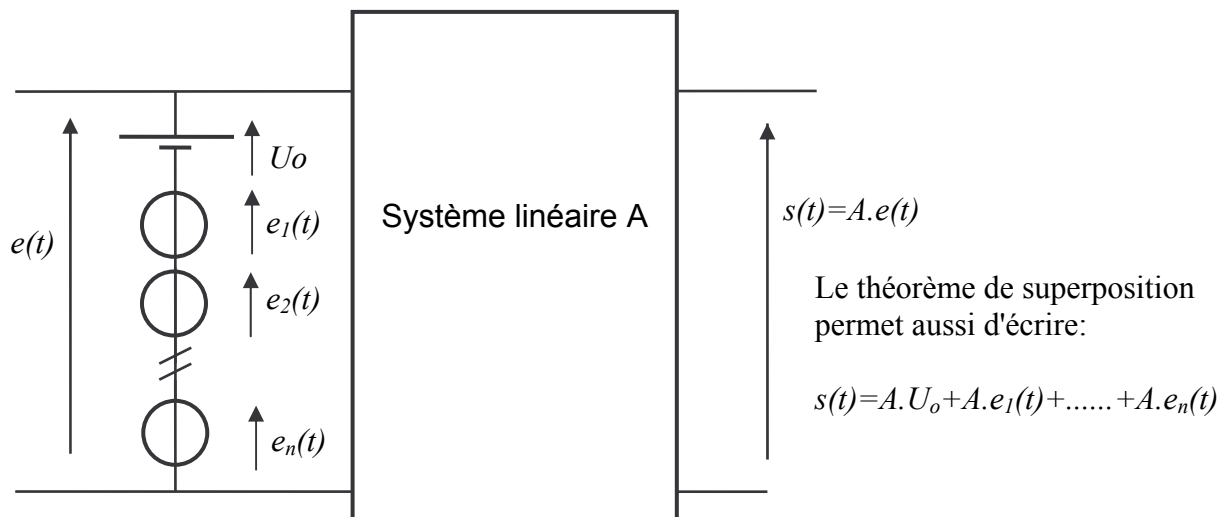 Uo
e1(t)
e(t)
Système linéaire A
s(t)=A.e(t)
e2(t)
Le théorème de superposition
permet aussi d'écrire:
s(t)=A.Uo+A.e1(t)+......+A.en(t)
en(t)